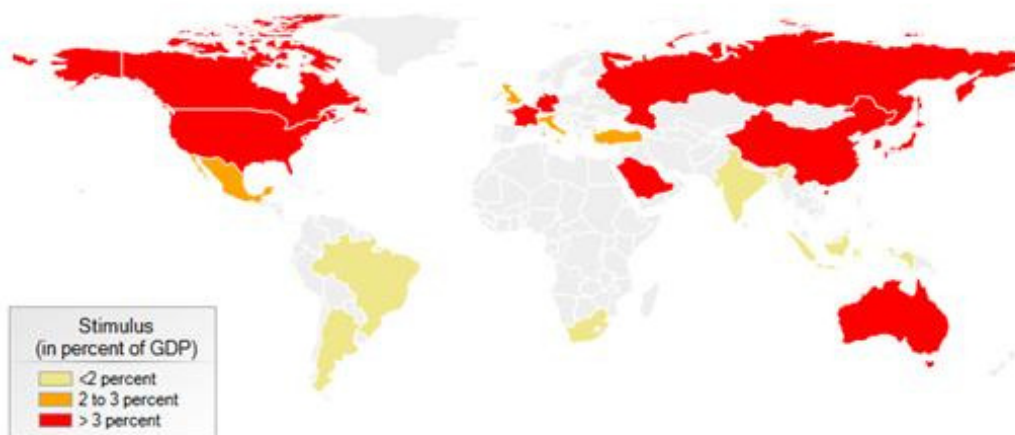 Stimulus
(in percent of GDP)
<2 percent
2 to 3 percent
> 3 percent